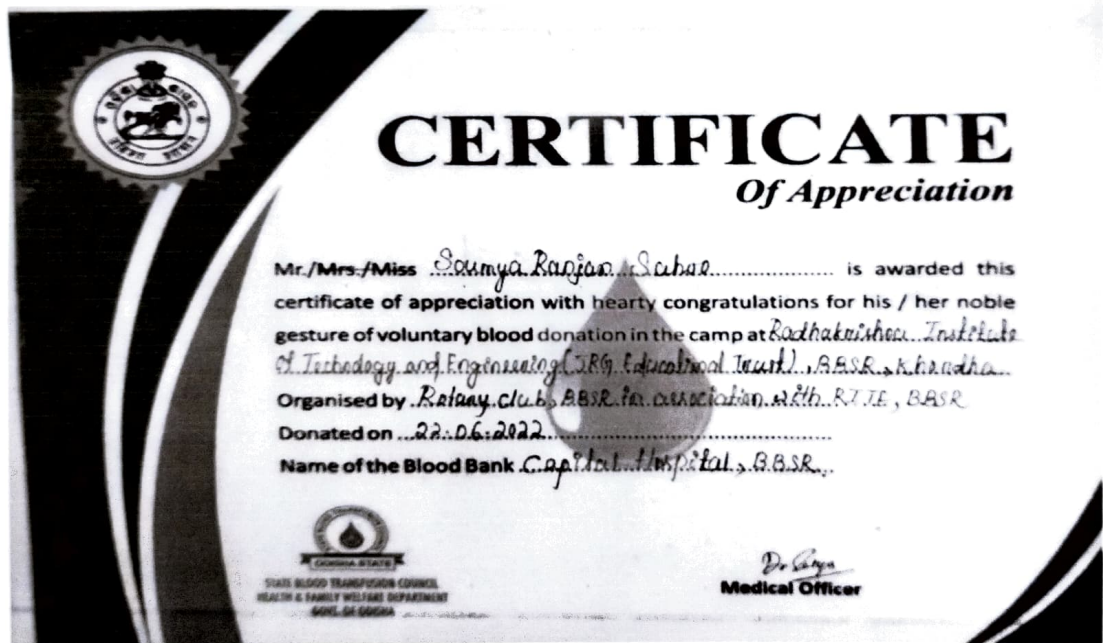 CERTIFICATE
Of Appreciation
Mr./Mrs./Miss Soumya Ranjan Sahoo is awarded this
certificate of appreciation with hearty congratulations for his / her noble
gesture of voluntary blood donation in the camp at Radhakrishna Institute
Of Technology and Engineering (JRG Educational Trust), BBSR, Khordha
Organised by Rotary club, BBSR in association with RITE, BBSR
Donated on 22.06.2022
Name of the Blood Bank Capital Hospital, BBSR
ODISHA STATE
STATE BLOOD TRANSFUSION COUNCIL
HEALTH & FAMILY WELFARE DEPARTMENT
GOVT. OF ODISHA
Medical Officer